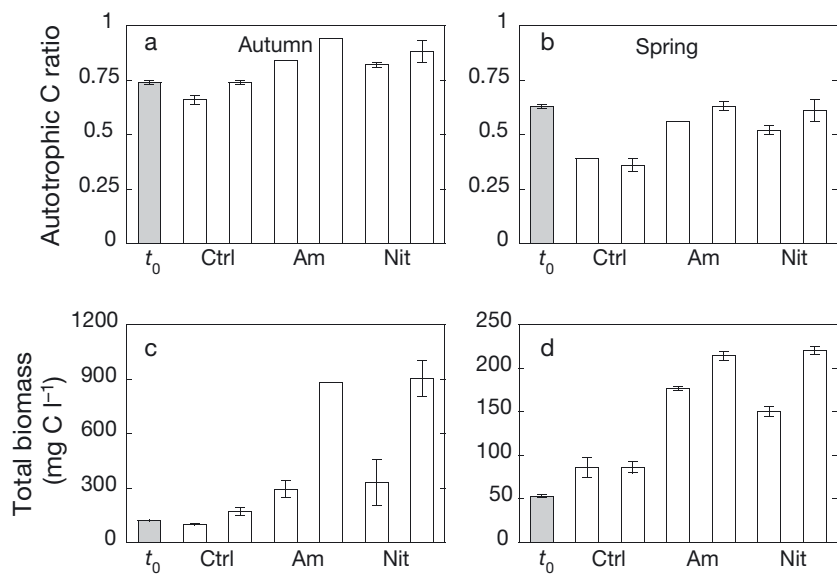 a
Autumn
Autotrophic C ratio
1
0.75
0.5
0.25
0
t0
Ctrl
Am
Nit
b
Spring
1
0.75
0.5
0.25
0
t0
Ctrl
Am
Nit
c
Total biomass
(mg C l–1)
1200
900
600
300
0
t0
Ctrl
Am
Nit
d
250
200
150
100
50
0
t0
Ctrl
Am
Nit